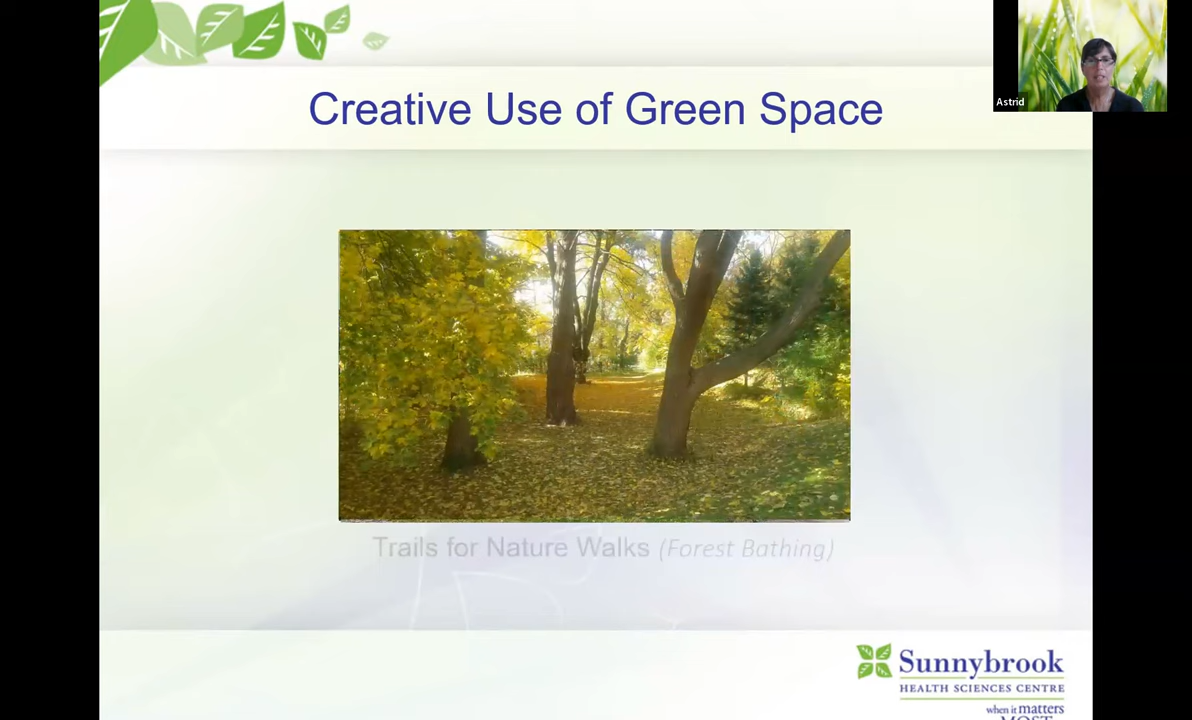 Creative Use of Green Space
Astrid
Trails for Nature Walks (Forest Bathing)
Sunnybrook
HEALTH SCIENCES CENTRE
when it matters
MOST